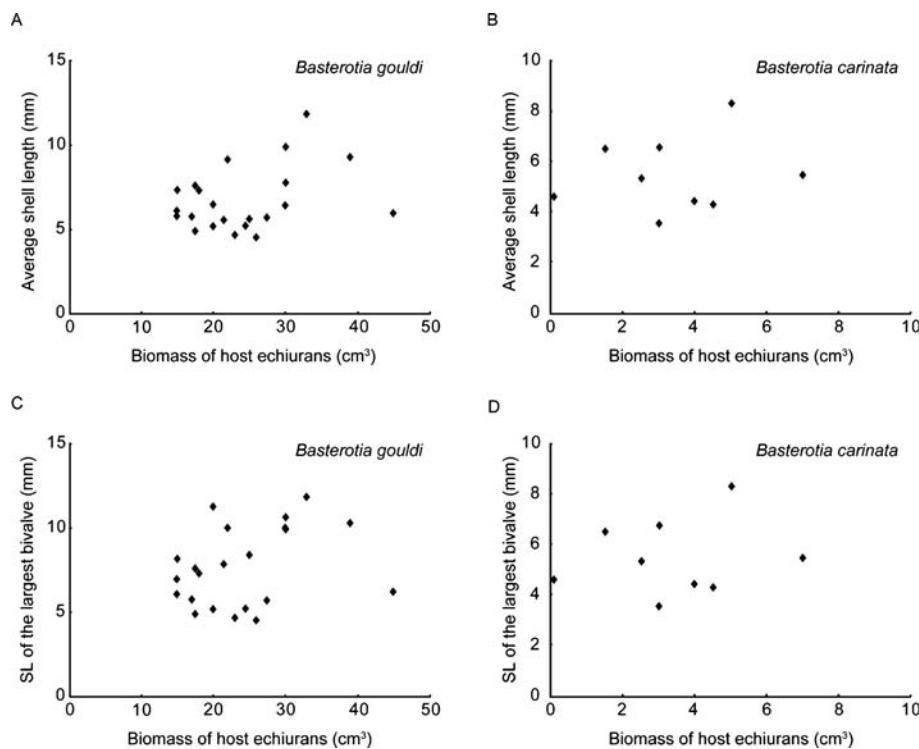 A
Basterotia gouldi
Average shell length (mm)
15
10
5
0
0 10 20 30 40 50
Biomass of host echiurans (cm³)
B
Basterotia carinata
Average shell length (mm)
10
8
6
4
2
0
0 2 4 6 8 10
Biomass of host echiurans (cm³)
C
Basterotia gouldi
SL of the largest bivalve (mm)
15
10
5
0
0 10 20 30 40 50
Biomass of host echiurans (cm³)
D
Basterotia carinata
SL of the largest bivalve (mm)
10
8
6
4
2
0
0 2 4 6 8 10
Biomass of host echiurans (cm³)